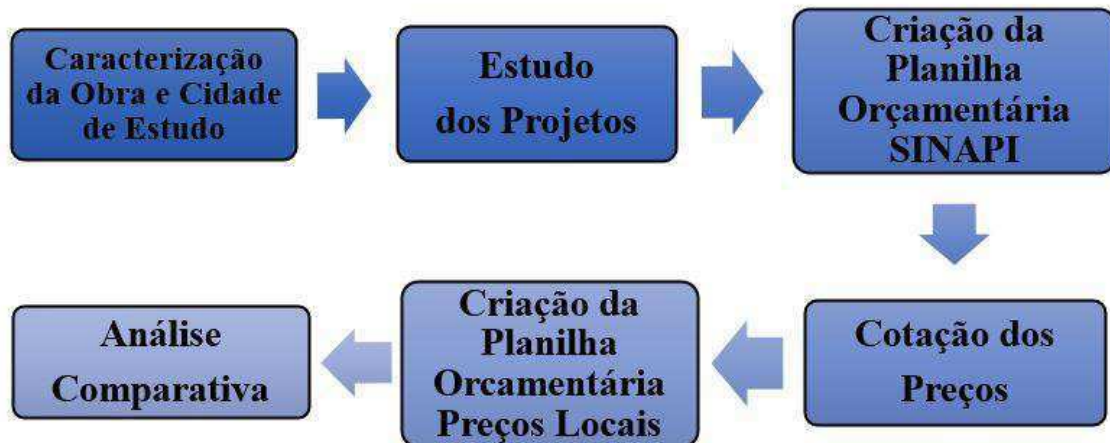 Caracterização
da Obra e Cidade
de Estudo
Estudo
dos Projetos
Criação da
Planilha
Orçamentária
SINAPI
Cotação dos
Preços
Criação da
Planilha
Orcamentária
Preços Locais
Análise
Comparativa